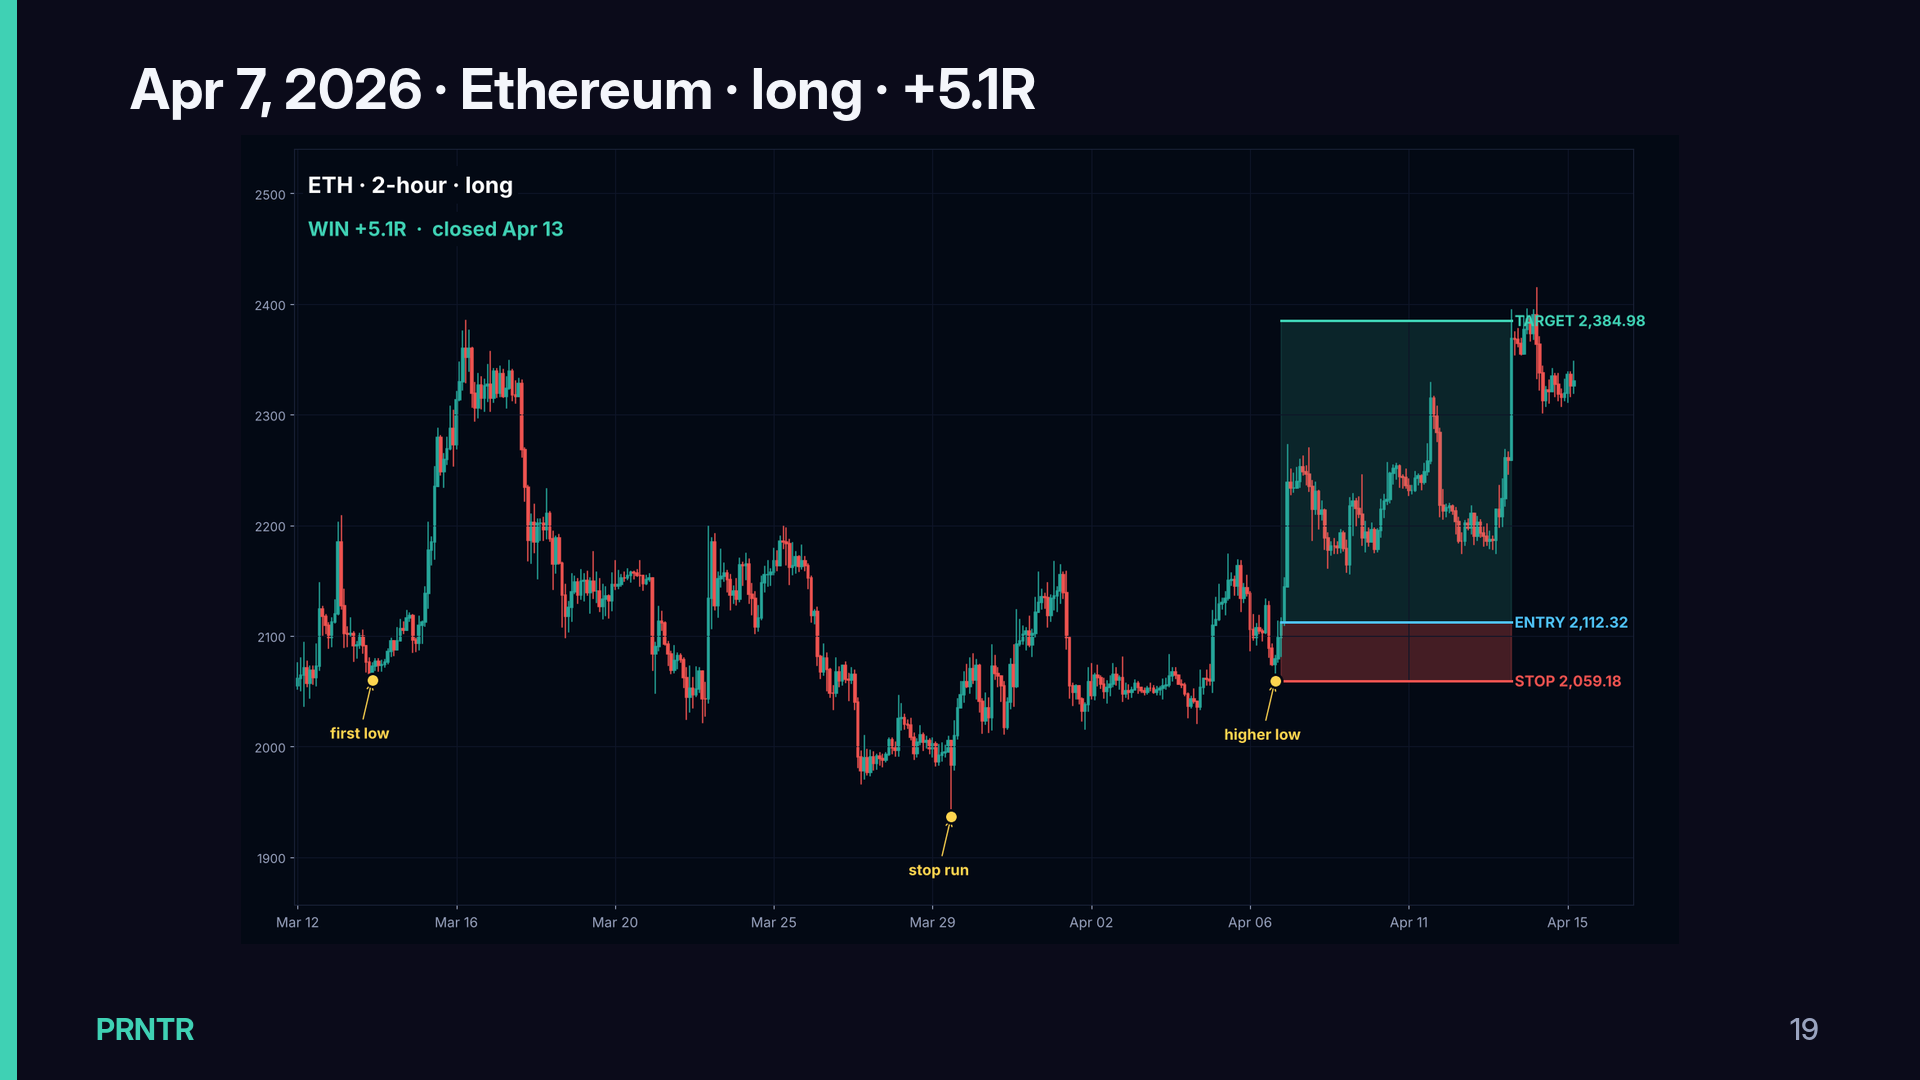 Apr 7, 2026 · Ethereum · long · +5.1R
ETH · 2-hour · long
WIN +5.1R · closed Apr 13
2500
2400
2300
2200
2100
2000
1900
TARGET 2,384.98
ENTRY 2,112.32
STOP 2,059.18
first low
higher low
stop run
Mar 12 Mar 16 Mar 20 Mar 25 Mar 29 Apr 02 Apr 06 Apr 11 Apr 15
PRNTR
19